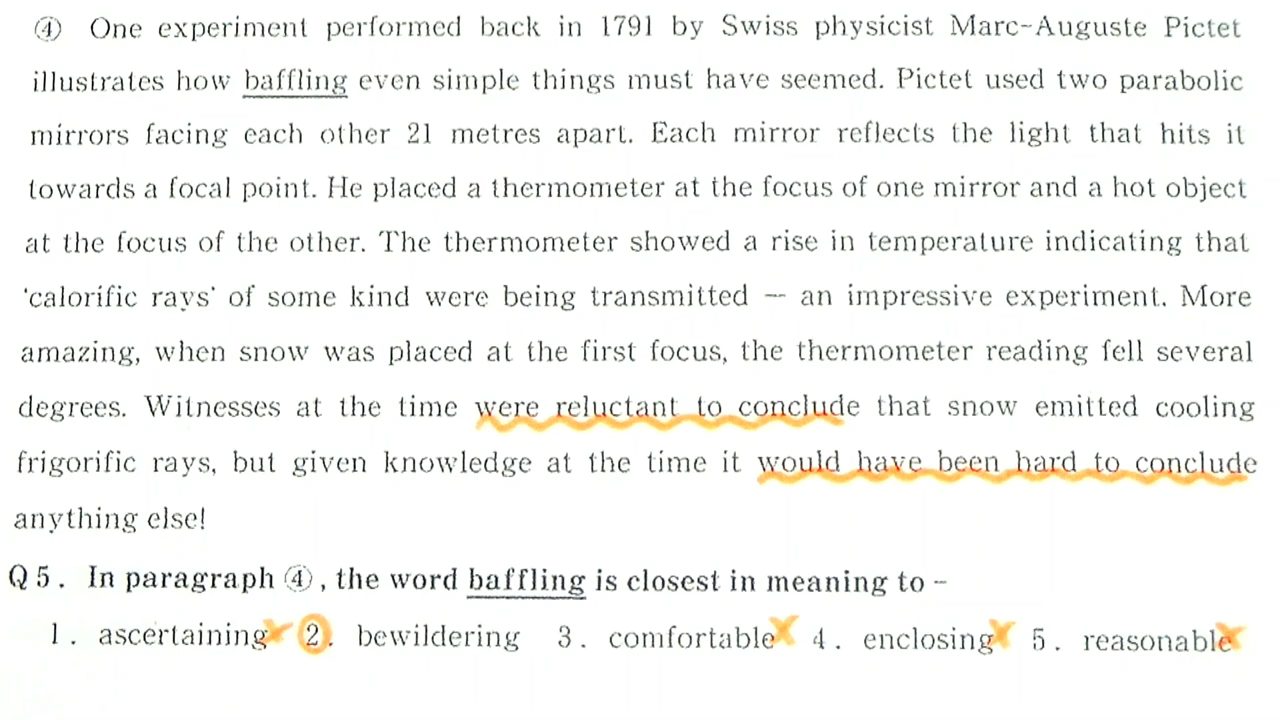 ④ One experiment performed back in 1791 by Swiss physicist Marc-Auguste Pictet
illustrates how baffling even simple things must have seemed. Pictet used two parabolic
mirrors facing each other 21 metres apart. Each mirror reflects the light that hits it
towards a focal point. He placed a thermometer at the focus of one mirror and a hot object
at the focus of the other. The thermometer showed a rise in temperature indicating that
'calorific rays' of some kind were being transmitted — an impressive experiment. More
amazing, when snow was placed at the first focus, the thermometer reading fell several
degrees. Witnesses at the time were reluctant to conclude that snow emitted cooling
frigorific rays, but given knowledge at the time it would have been hard to conclude
anything else!
Q5. In paragraph ④, the word baffling is closest in meaning to –
1. ascertaining 2. bewildering 3. comfortable 4. enclosing 5. reasonable